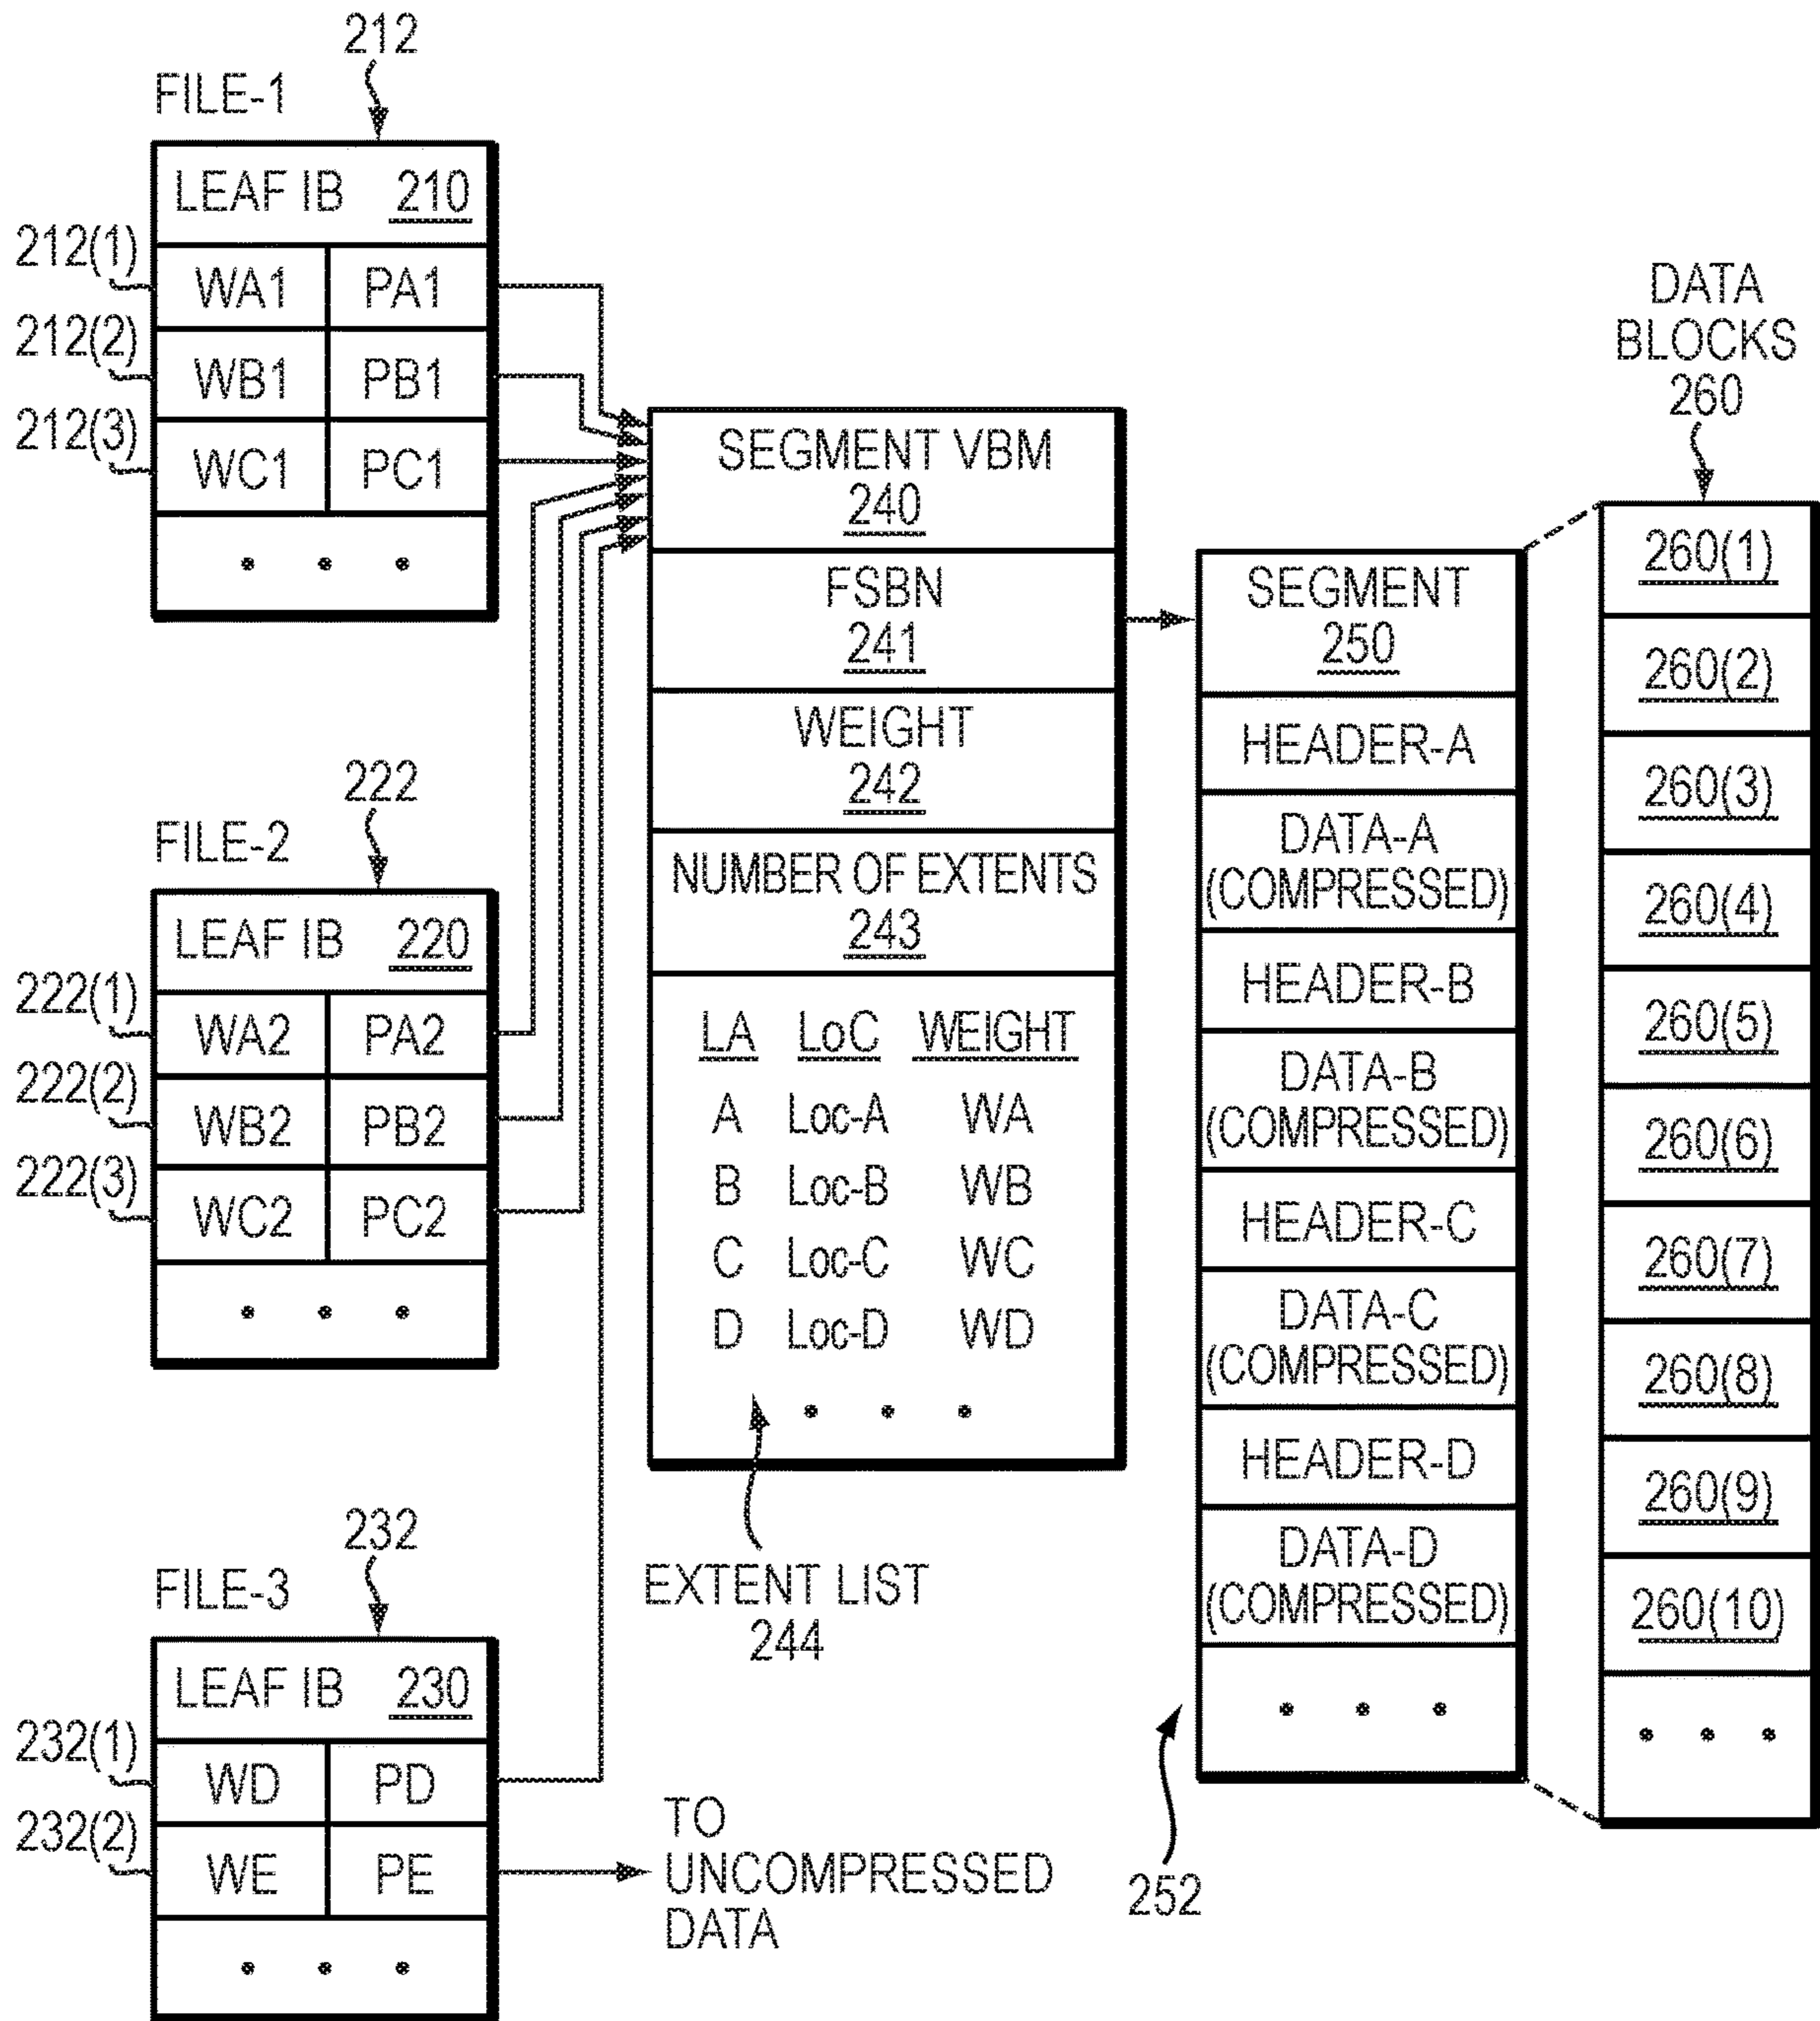 212
FILE-1
LEAF IB 210
212(1)
WA1 PA1
212(2)
WB1 PB1
212(3)
WC1 PC1
. . .
222
FILE-2
LEAF IB 220
222(1)
WA2 PA2
222(2)
WB2 PB2
222(3)
WC2 PC2
. . .
232
FILE-3
LEAF IB 230
232(1)
WD PD
232(2)
WE PE
. . .
TO
UNCOMPRESSED
DATA
SEGMENT VBM
240
FSBN
241
WEIGHT
242
NUMBER OF EXTENTS
243
LA LoC WEIGHT
A Loc-A WA
B Loc-B WB
C Loc-C WC
D Loc-D WD
. . .
EXTENT LIST
244
SEGMENT
250
HEADER-A
DATA-A
(COMPRESSED)
HEADER-B
DATA-B
(COMPRESSED)
HEADER-C
DATA-C
(COMPRESSED)
HEADER-D
DATA-D
(COMPRESSED)
. . .
252
DATA
BLOCKS
260
260(1)
260(2)
260(3)
260(4)
260(5)
260(6)
260(7)
260(8)
260(9)
260(10)
. . .